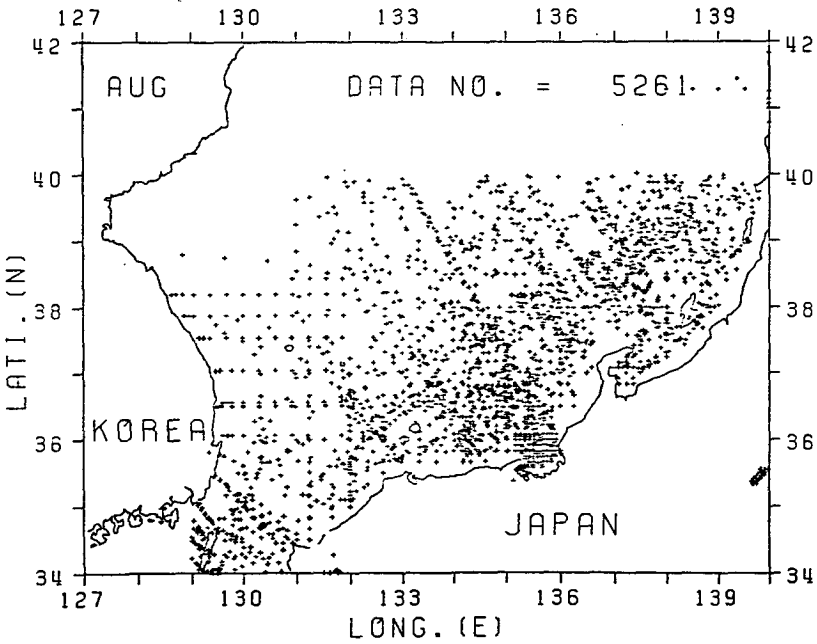 127 130 133 136 139
42 42
AUG DATA NO. = 5261
40 40
LATI.(N)
38 38
KOREA
36 36
JAPAN
34 34
127 130 133 136 139
LONG.(E)